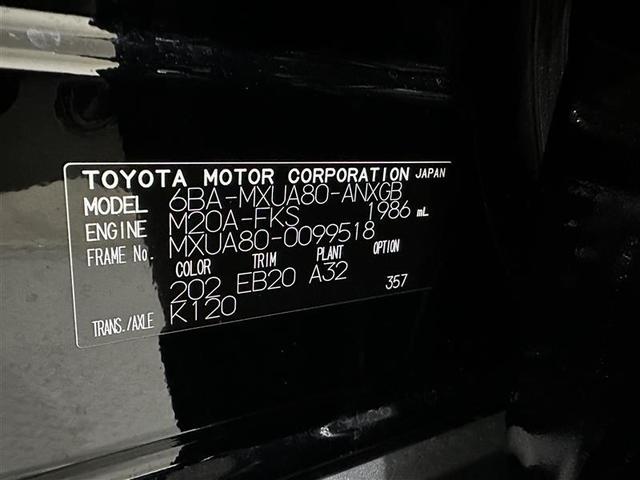 TOYOTA MOTOR CORPORATION JAPAN
MODEL 6BA-MXUA80-ANXGB
ENGINE M20A-FKS 1986 mL
FRAME No. MXUA80-0099518
COLOR TRIM PLANT OPTION
202 EB20 A32 357
TRANS./AXLE K120